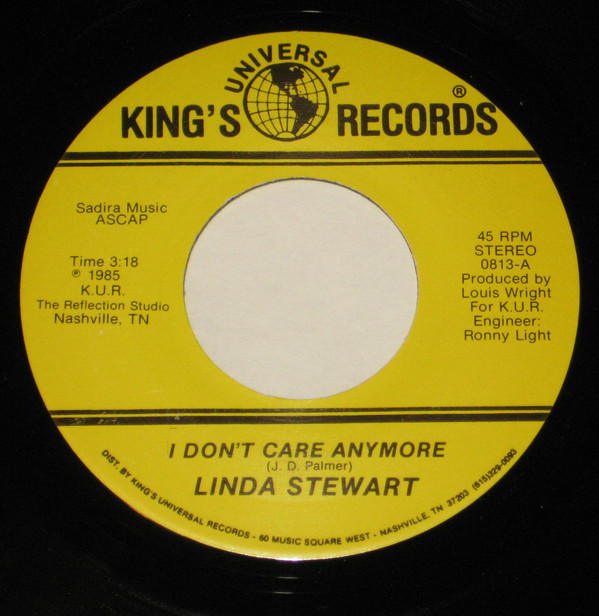 UNIVERSAL
KING'S RECORDS ®
Sadira Music
ASCAP
Time 3:18
℗ 1985
K.U.R.
The Reflection Studio
Nashville, TN
45 RPM
STEREO
0813-A
Produced by
Louis Wright
For K.U.R.
Engineer:
Ronny Light
I DON'T CARE ANYMORE
(J. D. Palmer)
LINDA STEWART
DIST. BY KING'S UNIVERSAL RECORDS - 60 MUSIC SQUARE WEST - NASHVILLE, TN 37203 (615)329-0093